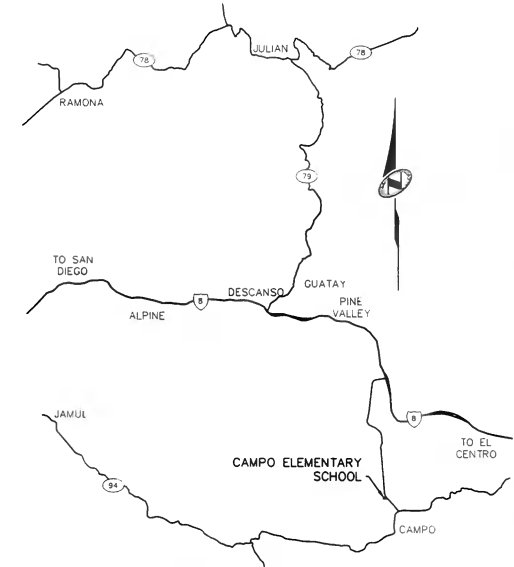 JULIAN
78
78
RAMONA
79
N
TO SAN
DIEGO
DESCANSO
GUATAY
8
PINE
VALLEY
ALPINE
JAMUL
8
TO EL
CENTRO
CAMPO ELEMENTARY
SCHOOL
94
CAMPO